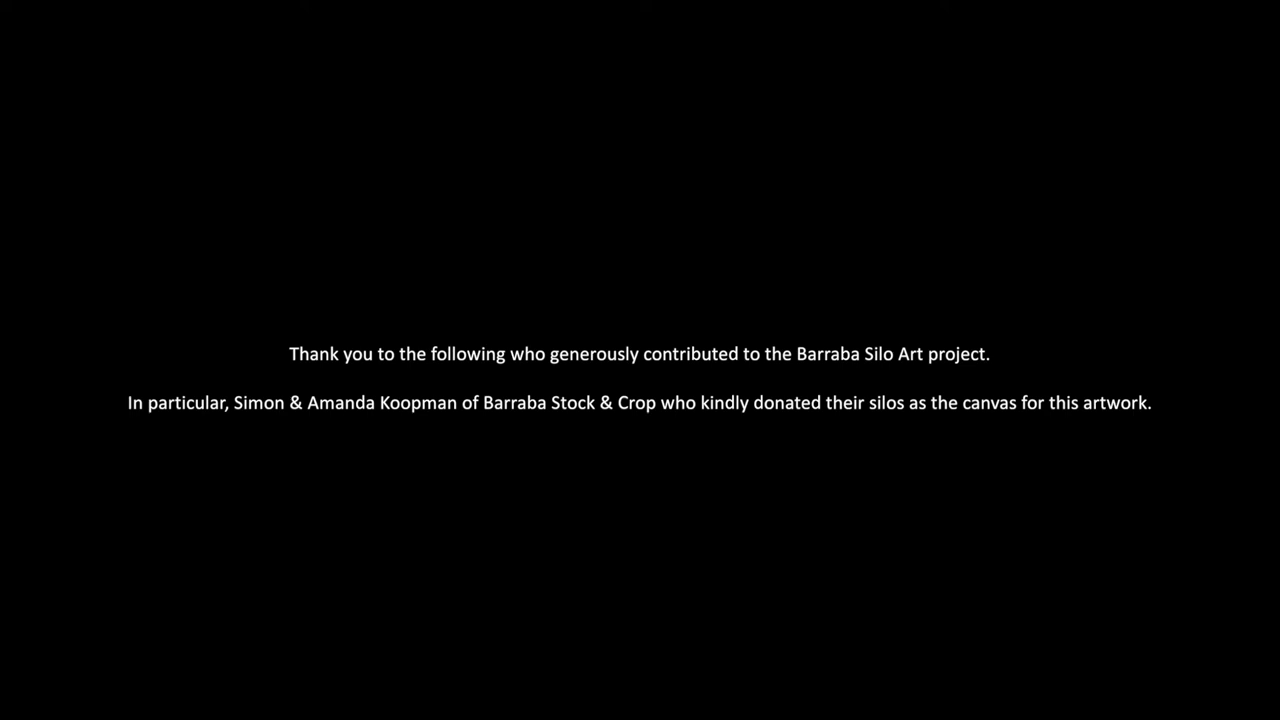 Thank you to the following who generously contributed to the Barraba Silo Art project.
In particular, Simon & Amanda Koopman of Barraba Stock & Crop who kindly donated their silos as the canvas for this artwork.